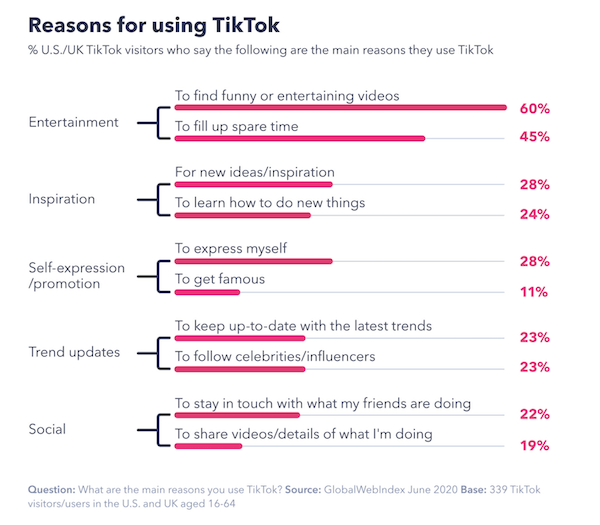 Reasons for using TikTok
% U.S./UK TikTok visitors who say the following are the main reasons they use TikTok
Entertainment
To find funny or entertaining videos
60%
To fill up spare time
45%
Inspiration
For new ideas/inspiration
28%
To learn how to do new things
24%
Self-expression
/promotion
To express myself
28%
To get famous
11%
Trend updates
To keep up-to-date with the latest trends
23%
To follow celebrities/influencers
23%
Social
To stay in touch with what my friends are doing
22%
To share videos/details of what I'm doing
19%
Question: What are the main reasons you use TikTok? Source: GlobalWebIndex June 2020 Base: 339 TikTok
visitors/users in the U.S. and UK aged 16-64